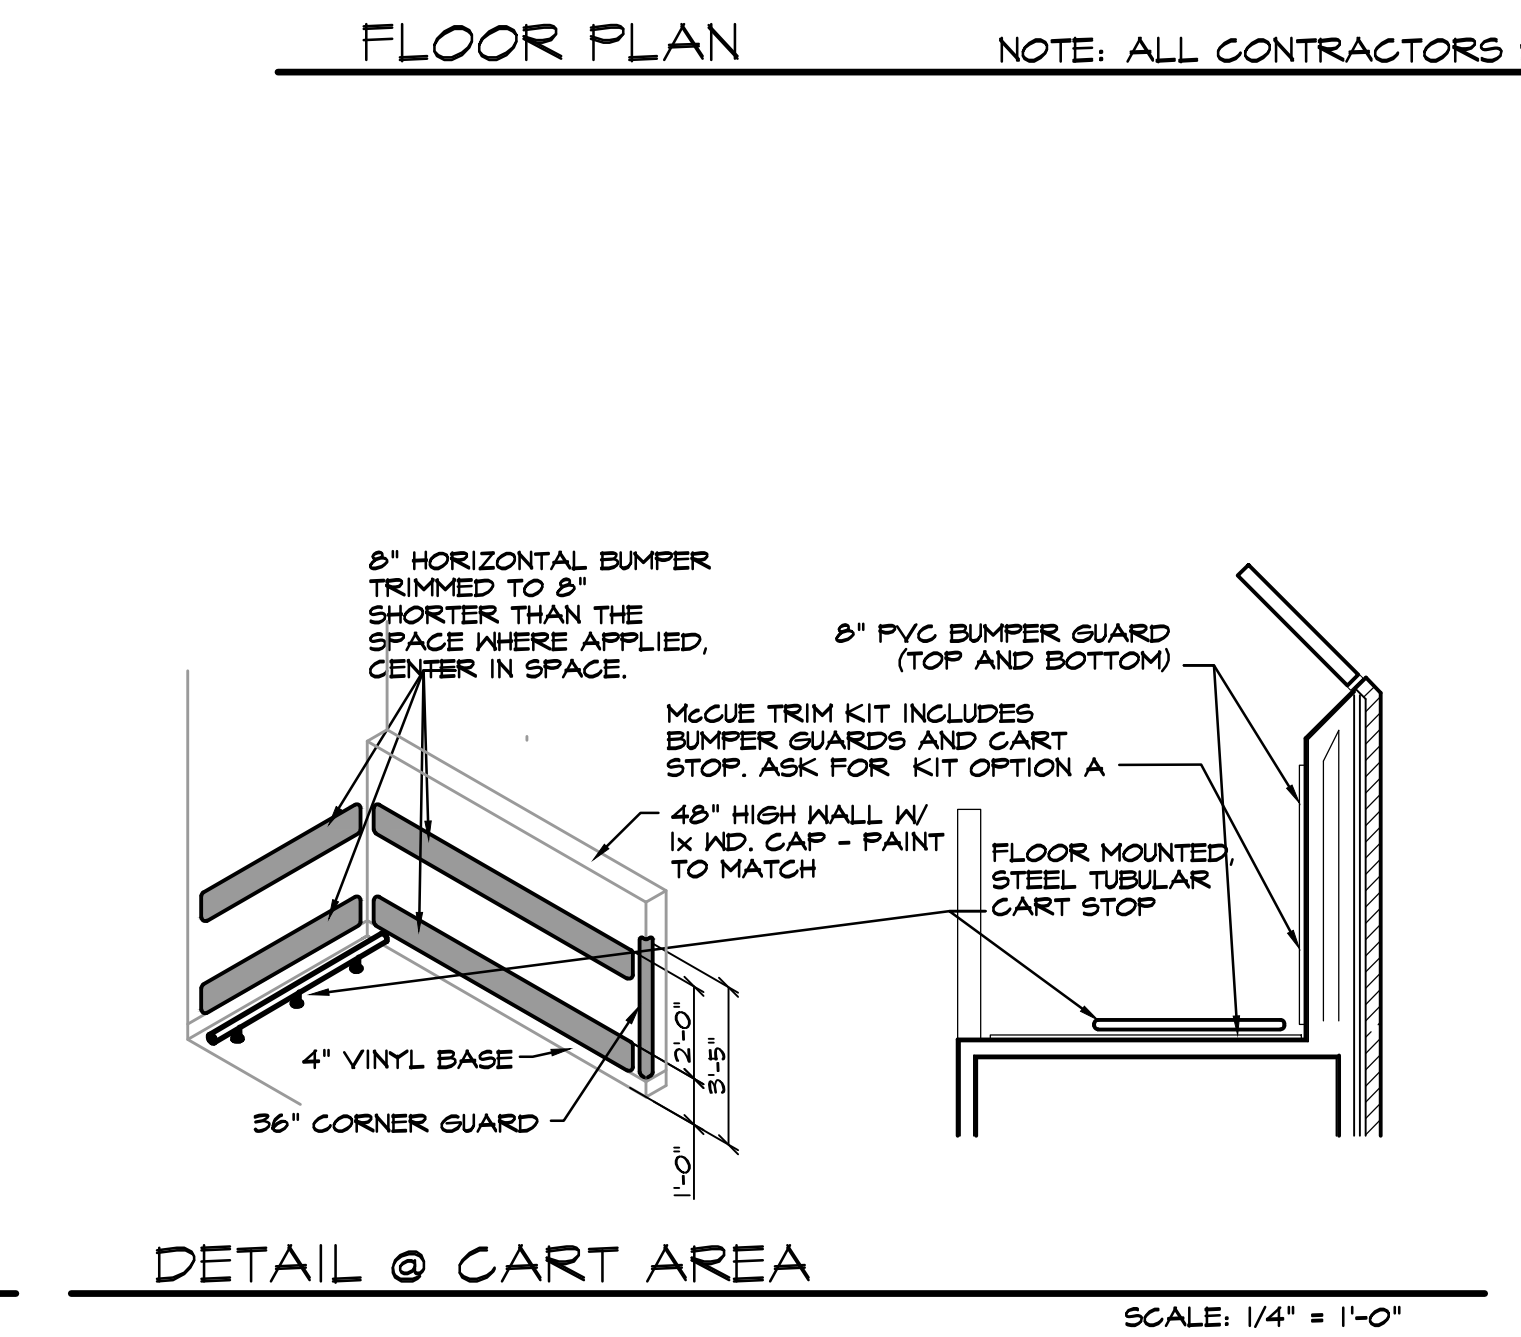 FLOOR PLAN
NOTE: ALL CONTRACTORS
8" HORIZONTAL BUMPER
TRIMMED TO 8"
SHORTER THAN THE
SPACE WHERE APPLIED,
CENTER IN SPACE.
8" PVC BUMPER GUARD
(TOP AND BOTTOM)
McCUE TRIM KIT INCLUDES
BUMPER GUARDS AND CART
STOP. ASK FOR KIT OPTION A
48" HIGH WALL W/
1x WD. CAP - PAINT
TO MATCH
FLOOR MOUNTED,
STEEL TUBULAR
CART STOP
4" VINYL BASE
36" CORNER GUARD
2'-0"
3'-5"
1'-0"
DETAIL @ CART AREA
SCALE: 1/4" = 1'-0"